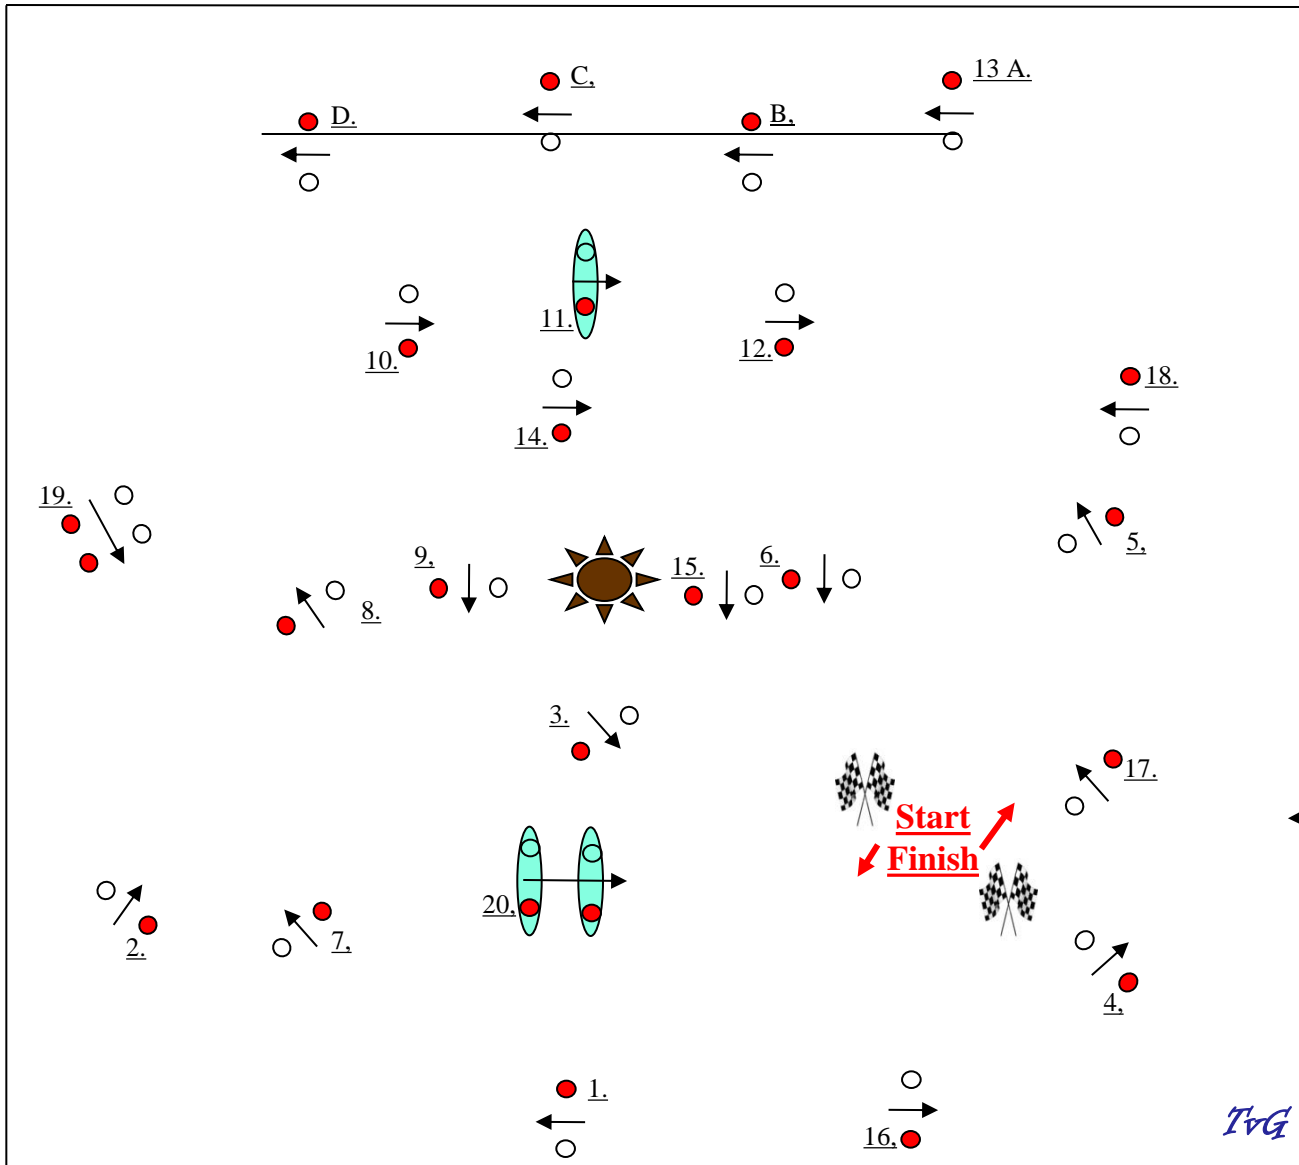 C,
13 A.
D.
B,
11.
10.
12.
18.
14.
19.
5,
9,
15.
6.
8.
3.
17.
Start
Finish
20,
2.
7,
4,
1.
16,
TvG